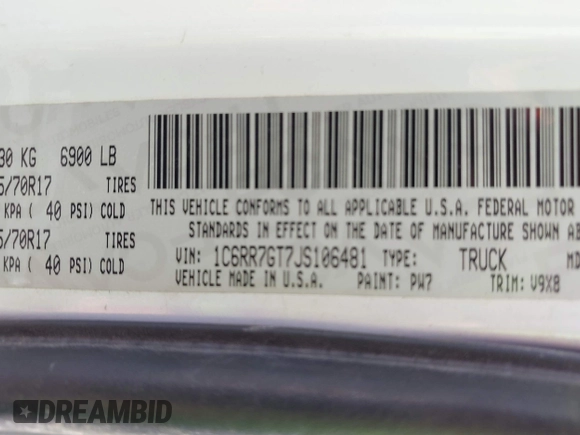 30 KG 6900 LB
5/70R17 TIRES
KPA ( 40 PSI) COLD
5/70R17 TIRES
KPA ( 40 PSI) COLD
THIS VEHICLE CONFORMS TO ALL APPLICABLE U.S.A. FEDERAL MOTOR
STANDARDS IN EFFECT ON THE DATE OF MANUFACTURE SHOWN AB
VIN: 1C6RR7GT7JS106481 TYPE: TRUCK MD
VEHICLE MADE IN U.S.A. PAINT: PW7 TRIM: V9X8
DREAMBID